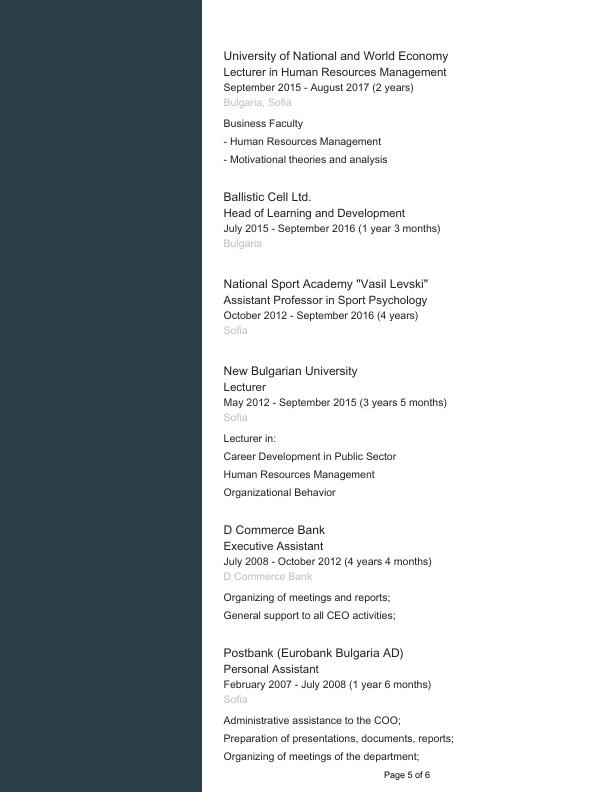 University of National and World Economy
Lecturer in Human Resources Management
September 2015 - August 2017 (2 years)
Bulgaria, Sofia
Business Faculty
- Human Resources Management
- Motivational theories and analysis
Ballistic Cell Ltd.
Head of Learning and Development
July 2015 - September 2016 (1 year 3 months)
Bulgaria
National Sport Academy "Vasil Levski"
Assistant Professor in Sport Psychology
October 2012 - September 2016 (4 years)
Sofia
New Bulgarian University
Lecturer
May 2012 - September 2015 (3 years 5 months)
Sofia
Lecturer in:
Career Development in Public Sector
Human Resources Management
Organizational Behavior
D Commerce Bank
Executive Assistant
July 2008 - October 2012 (4 years 4 months)
D Commerce Bank
Organizing of meetings and reports;
General support to all CEO activities;
Postbank (Eurobank Bulgaria AD)
Personal Assistant
February 2007 - July 2008 (1 year 6 months)
Sofia
Administrative assistance to the COO;
Preparation of presentations, documents, reports;
Organizing of meetings of the department;
Page 5 of 6